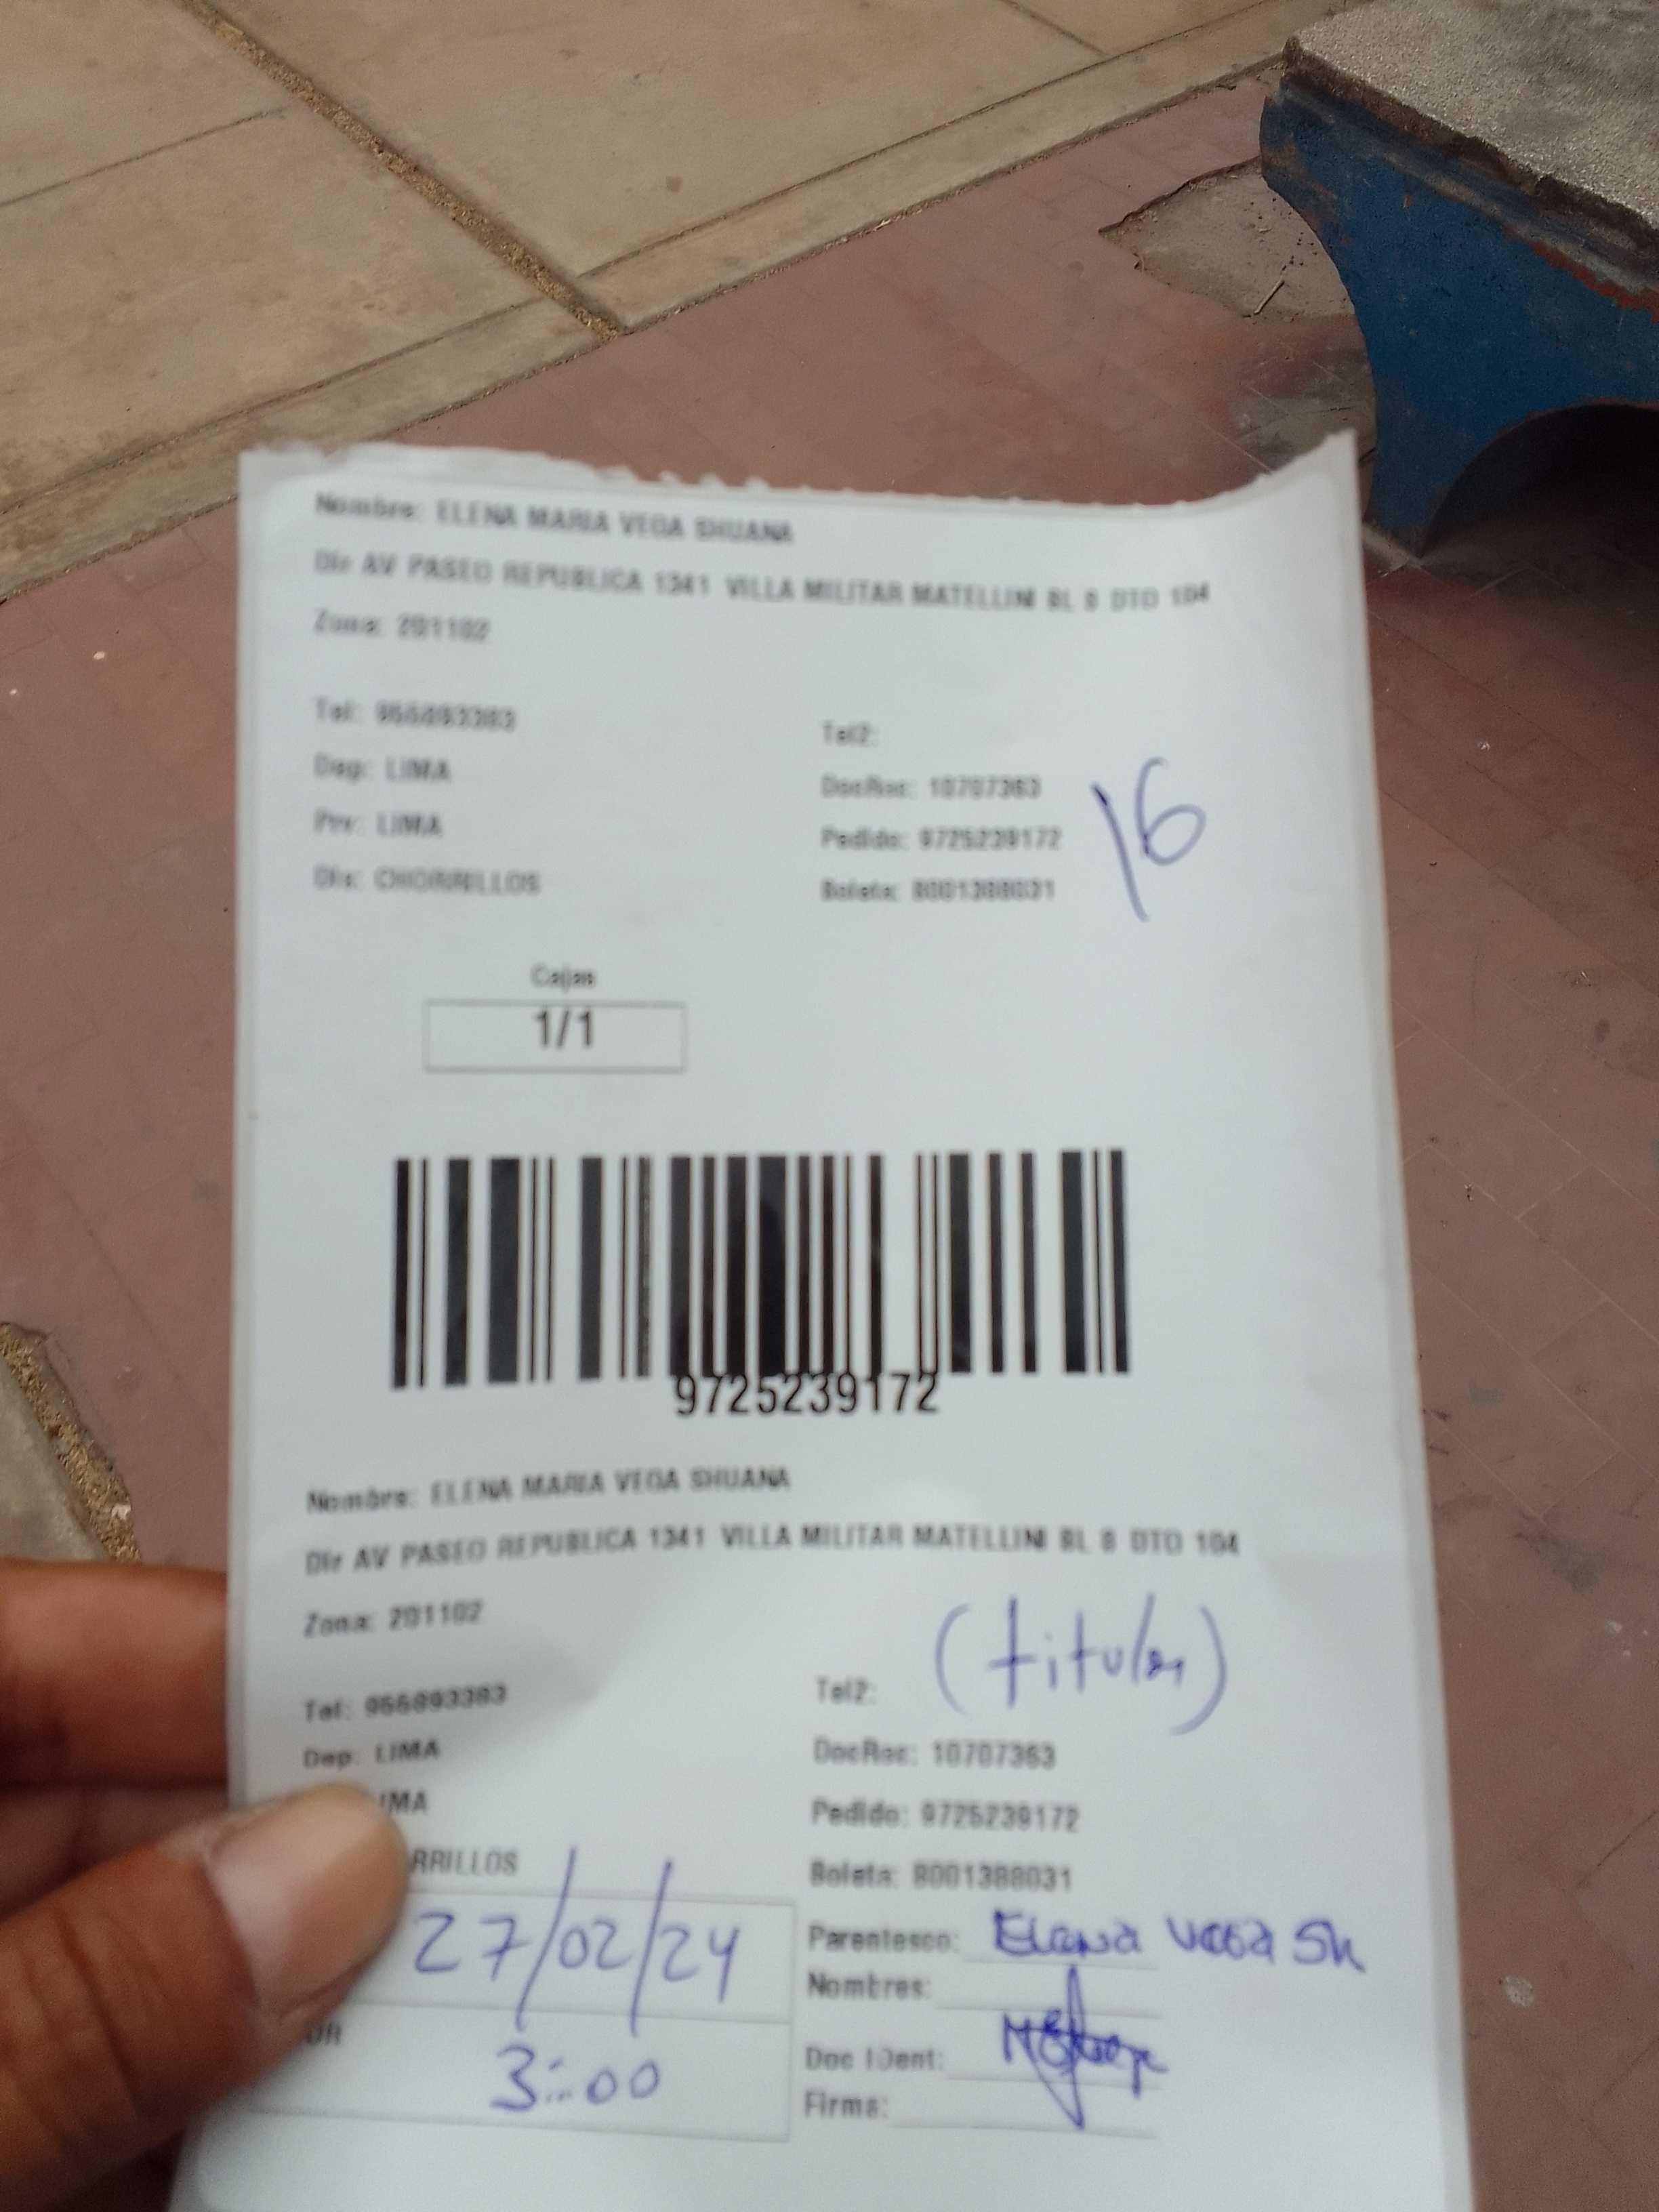 Nombre: ELENA MARIA VEGA SHUANA
Dir AV PASEO REPUBLICA 1341 VILLA MILITAR MATELLINI BL 8 DTO 104
Zona: 201102
Tel: 956893383
Tel2:
Dep: LIMA
DocRec: 10707363
Prv: LIMA
Pedido: 9725239172
16
Dis: CHORRILLOS
Boleta: 8001388031
Cajas
1/1
9725239172
Nombre: ELENA MARIA VEGA SHUANA
Dir AV PASEO REPUBLICA 1341 VILLA MILITAR MATELLINI BL 8 DTO 104
Zona: 201102
(titular)
Tel: 956893383
Tel2:
Dep: LIMA
DocRec: 10707363
IMA
Pedido: 9725239172
RRILLOS
Boleta: 8001388031
27/02/24
Parentesco: Elena Vega Sh
Nombres:
3:00
Doc IDent:
Firma: